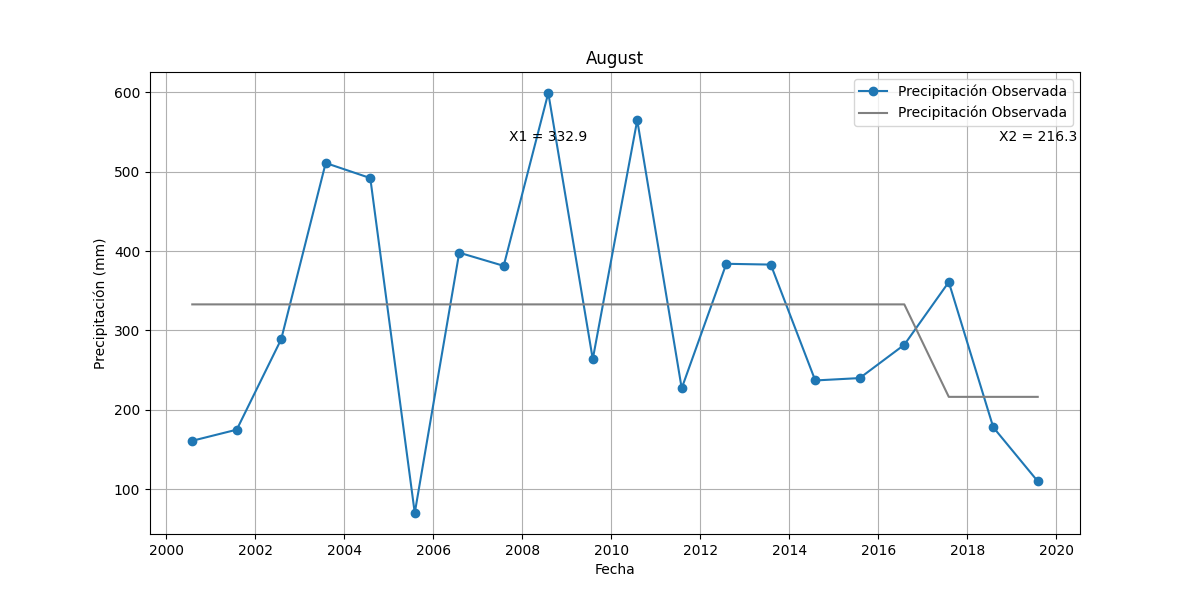 August
Precipitación Observada
Precipitación Observada
X1 = 332.9
X2 = 216.3
Precipitación (mm)
600
500
400
300
200
100
2000 2002 2004 2006 2008 2010 2012 2014 2016 2018 2020
Fecha